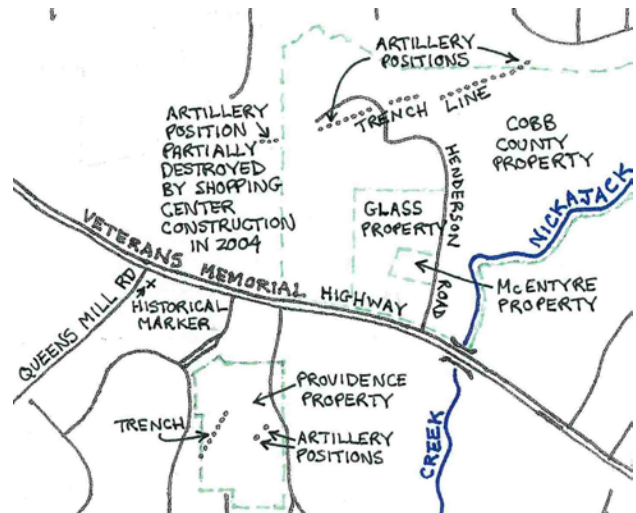 ARTILLERY
POSITIONS
ARTILLERY
POSITION
PARTIALLY
DESTROYED
BY SHOPPING
CENTER
CONSTRUCTION
IN 2004
TRENCH LINE
COBB
COUNTY
PROPERTY
HENDERSON
ROAD
GLASS
PROPERTY
NICKAJACK
CREEK
McENTYRE
PROPERTY
VETERANS MEMORIAL HIGHWAY
QUEENS MILL RD
HISTORICAL
MARKER
PROVIDENCE
PROPERTY
TRENCH
ARTILLERY
POSITIONS